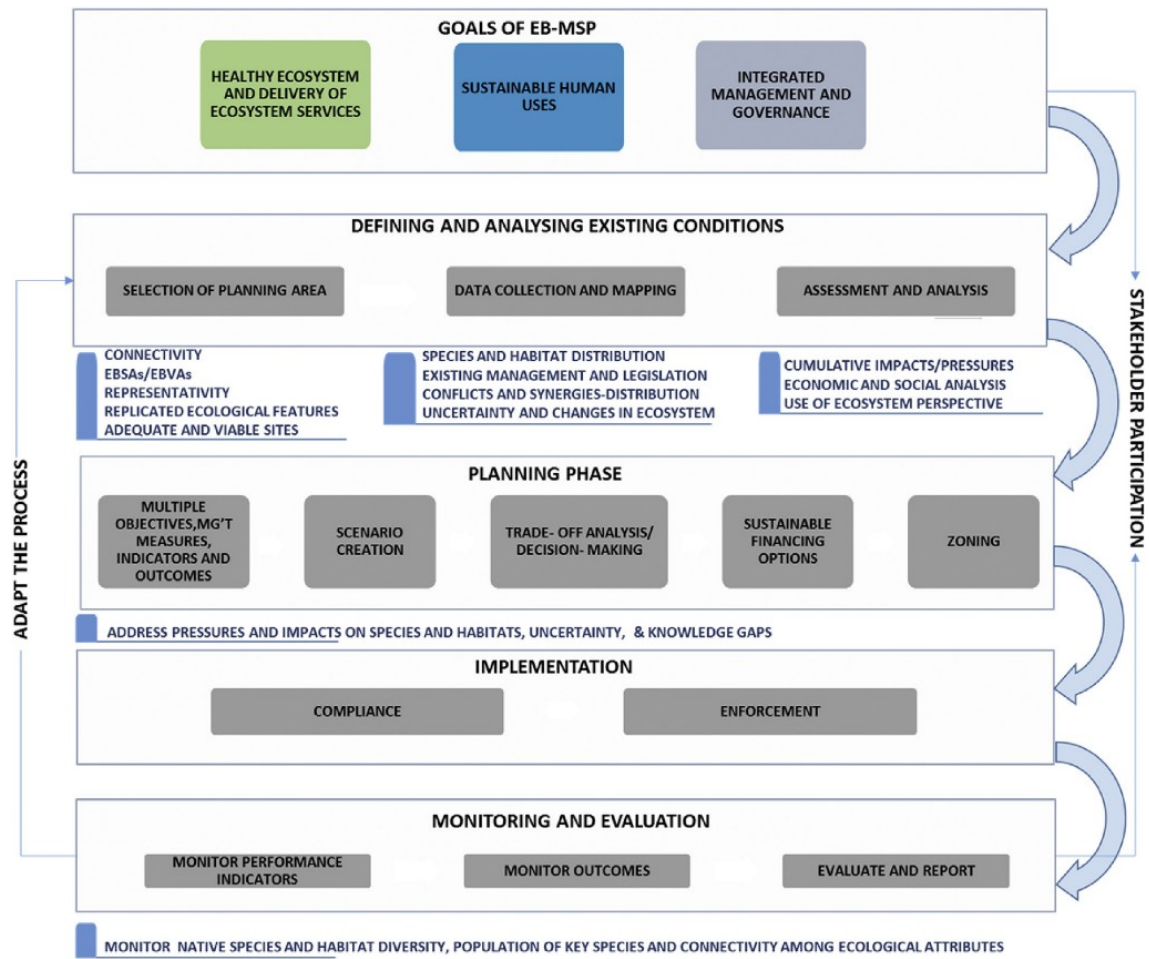 GOALS OF EB-MSP
HEALTHY ECOSYSTEM
AND DELIVERY OF
ECOSYSTEM SERVICES
SUSTAINABLE HUMAN
USES
INTEGRATED
MANAGEMENT AND
GOVERNANCE
DEFINING AND ANALYSING EXISTING CONDITIONS
SELECTION OF PLANNING AREA
DATA COLLECTION AND MAPPING
ASSESSMENT AND ANALYSIS
CONNECTIVITY
EBSAs/EBVAs
REPRESENTATIVITY
REPLICATED ECOLOGICAL FEATURES
ADEQUATE AND VIABLE SITES
SPECIES AND HABITAT DISTRIBUTION
EXISTING MANAGEMENT AND LEGISLATION
CONFLICTS AND SYNERGIES-DISTRIBUTION
UNCERTAINTY AND CHANGES IN ECOSYSTEM
CUMULATIVE IMPACTS/PRESSURES
ECONOMIC AND SOCIAL ANALYSIS
USE OF ECOSYSTEM PERSPECTIVE
PLANNING PHASE
MULTIPLE
OBJECTIVES,MG'T
MEASURES,
INDICATORS AND
OUTCOMES
SCENARIO
CREATION
TRADE- OFF ANALYSIS/
DECISION- MAKING
SUSTAINABLE
FINANCING
OPTIONS
ZONING
ADDRESS PRESSURES AND IMPACTS ON SPECIES AND HABITATS, UNCERTAINTY, & KNOWLEDGE GAPS
IMPLEMENTATION
COMPLIANCE
ENFORCEMENT
MONITORING AND EVALUATION
MONITOR PERFORMANCE
INDICATORS
MONITOR OUTCOMES
EVALUATE AND REPORT
MONITOR NATIVE SPECIES AND HABITAT DIVERSITY, POPULATION OF KEY SPECIES AND CONNECTIVITY AMONG ECOLOGICAL ATTRIBUTES
ADAPT THE PROCESS
STAKEHOLDER PARTICIPATION